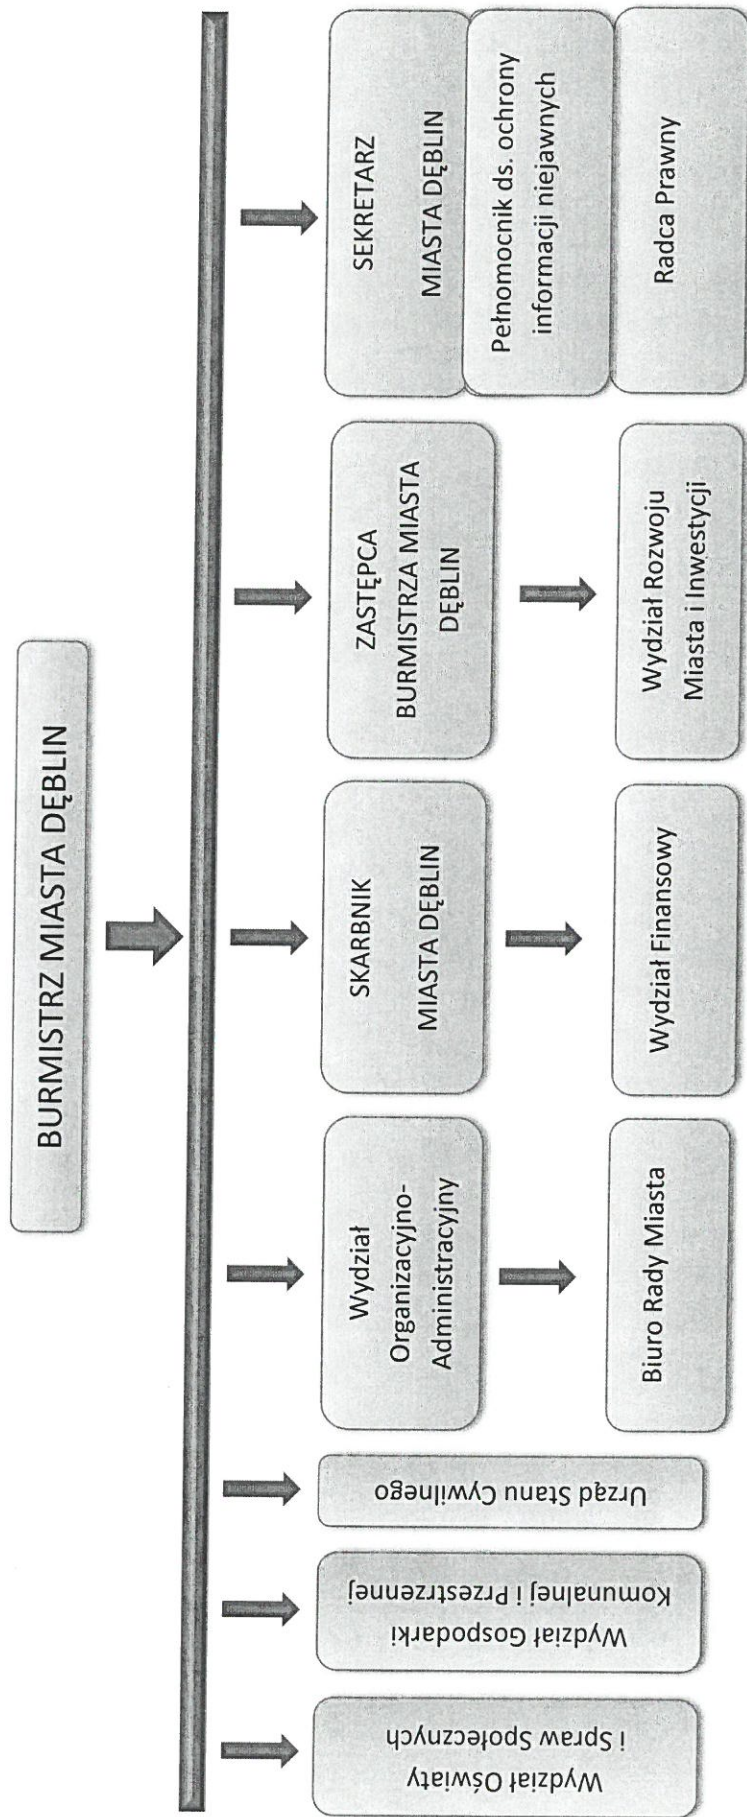 BURMISTRZ MIASTA DĘBLIN
Wydział Oświaty
i Spraw Społecznych
Wydział Gospodarki
Komunalnej i Przestrzennej
Urząd Stanu Cywilnego
Wydział
Organizacyjno-
Administracyjny
SKARBNIK
MIASTA DĘBLIN
ZASTĘPCA
BURMISTRZA MIASTA
DĘBLIN
SEKRETARZ
MIASTA DĘBLIN
Pełnomocnik ds. ochrony
informacji niejawnych
Biuro Rady Miasta
Wydział Finansowy
Wydział Rozwoju
Miasta i Inwestycji
Radca Prawny